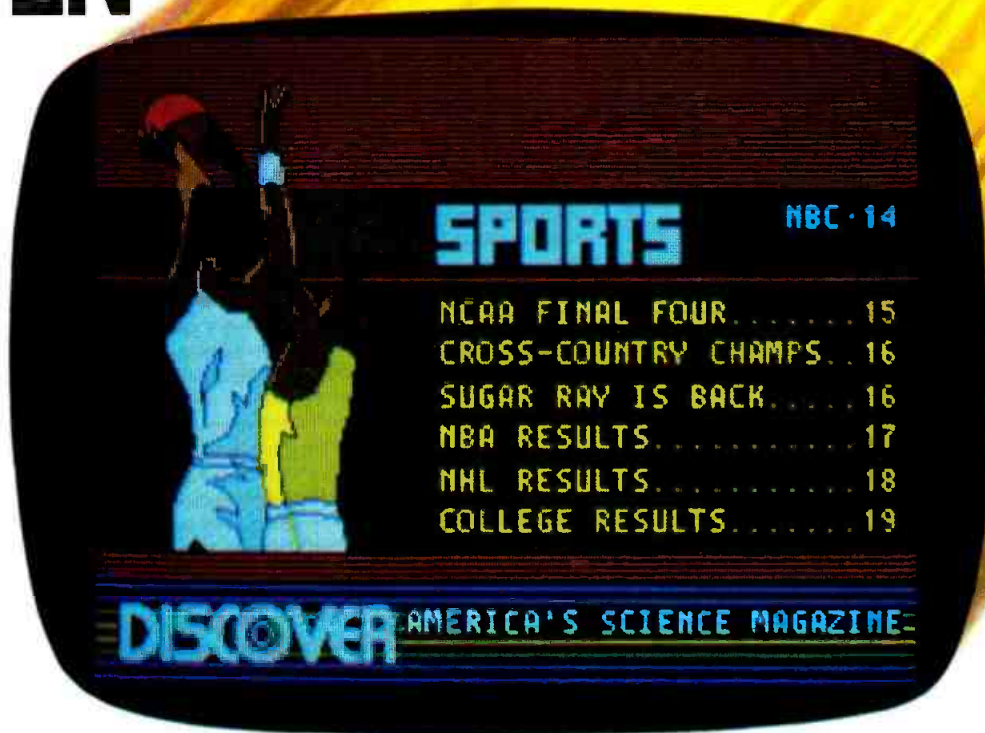 SPORTS NBC·14
NCAA FINAL FOUR.......15
CROSS-COUNTRY CHAMPS..16
SUGAR RAY IS BACK.....16
NBA RESULTS...........17
NHL RESULTS...........18
COLLEGE RESULTS.......19
DISCOVER AMERICA'S SCIENCE MAGAZINE